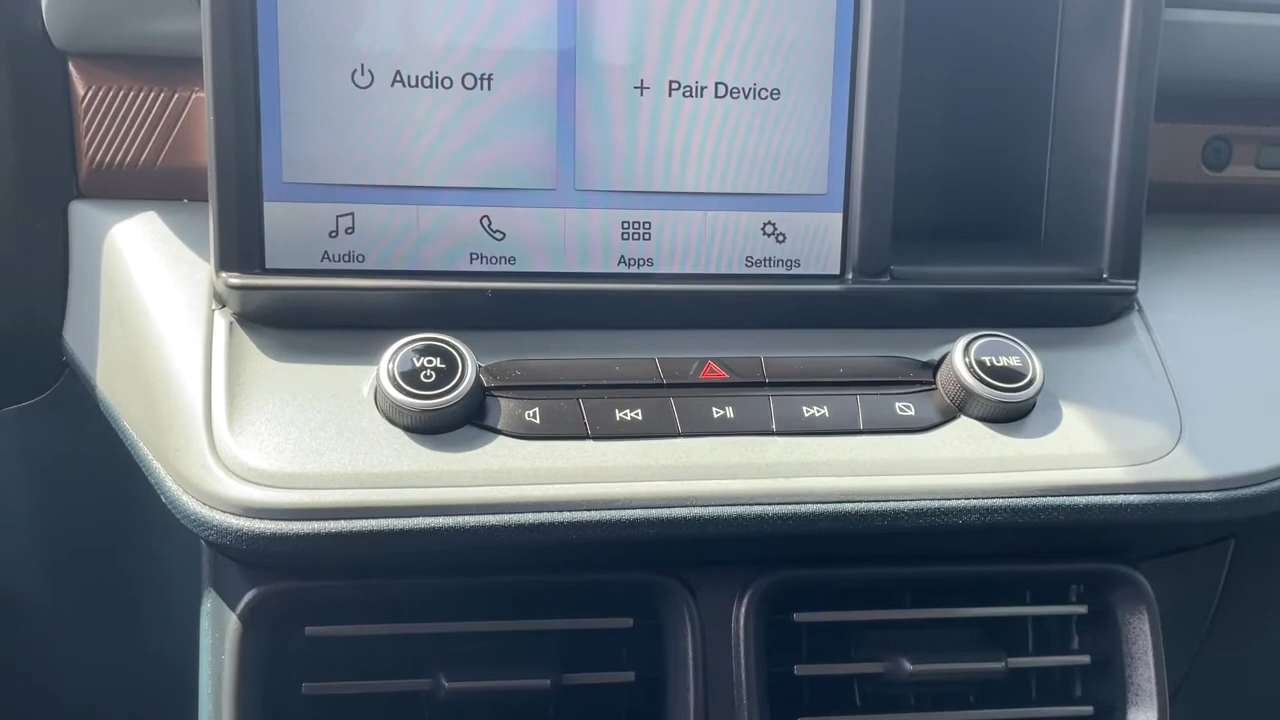 Audio Off
+ Pair Device
Audio
Phone
Apps
Settings
VOL
TUNE